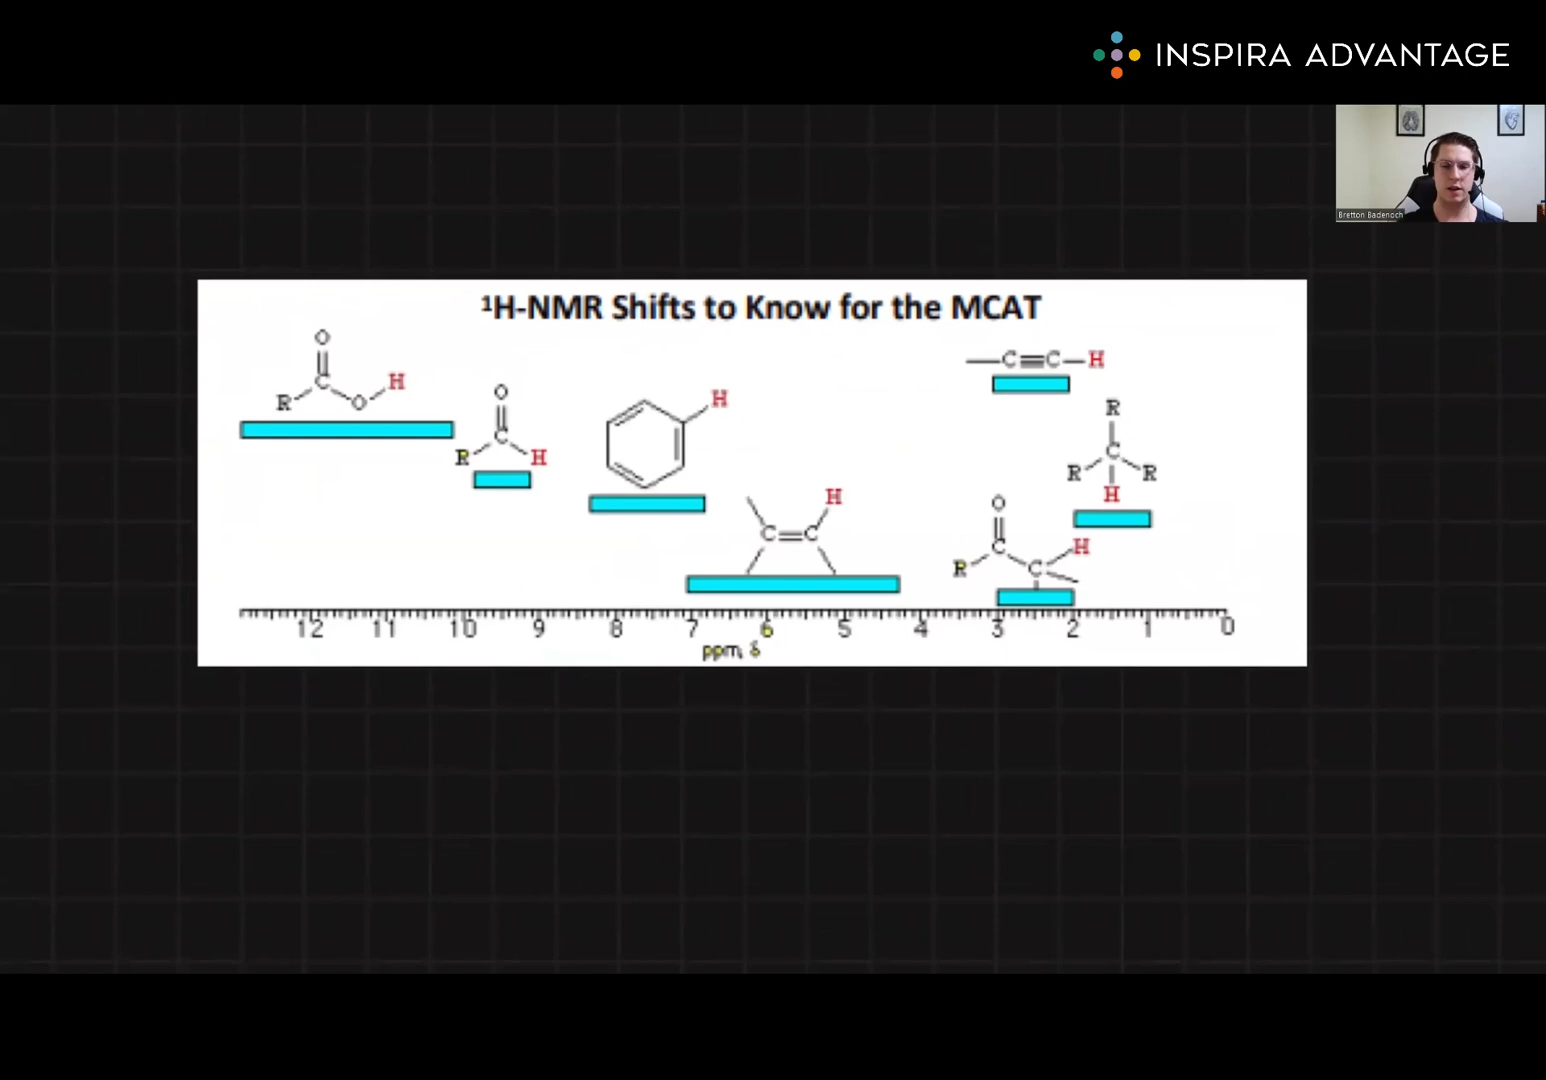 INSPIRA ADVANTAGE
Bretton Badenoch
¹H-NMR Shifts to Know for the MCAT
O
C
R
O
H
O
C
R
H
H
C
C
H
C
C
H
R
C
R
R
H
O
C
R
C
H
12 11 10 9 8 7 6 5 4 3 2 1 0
ppm, δ